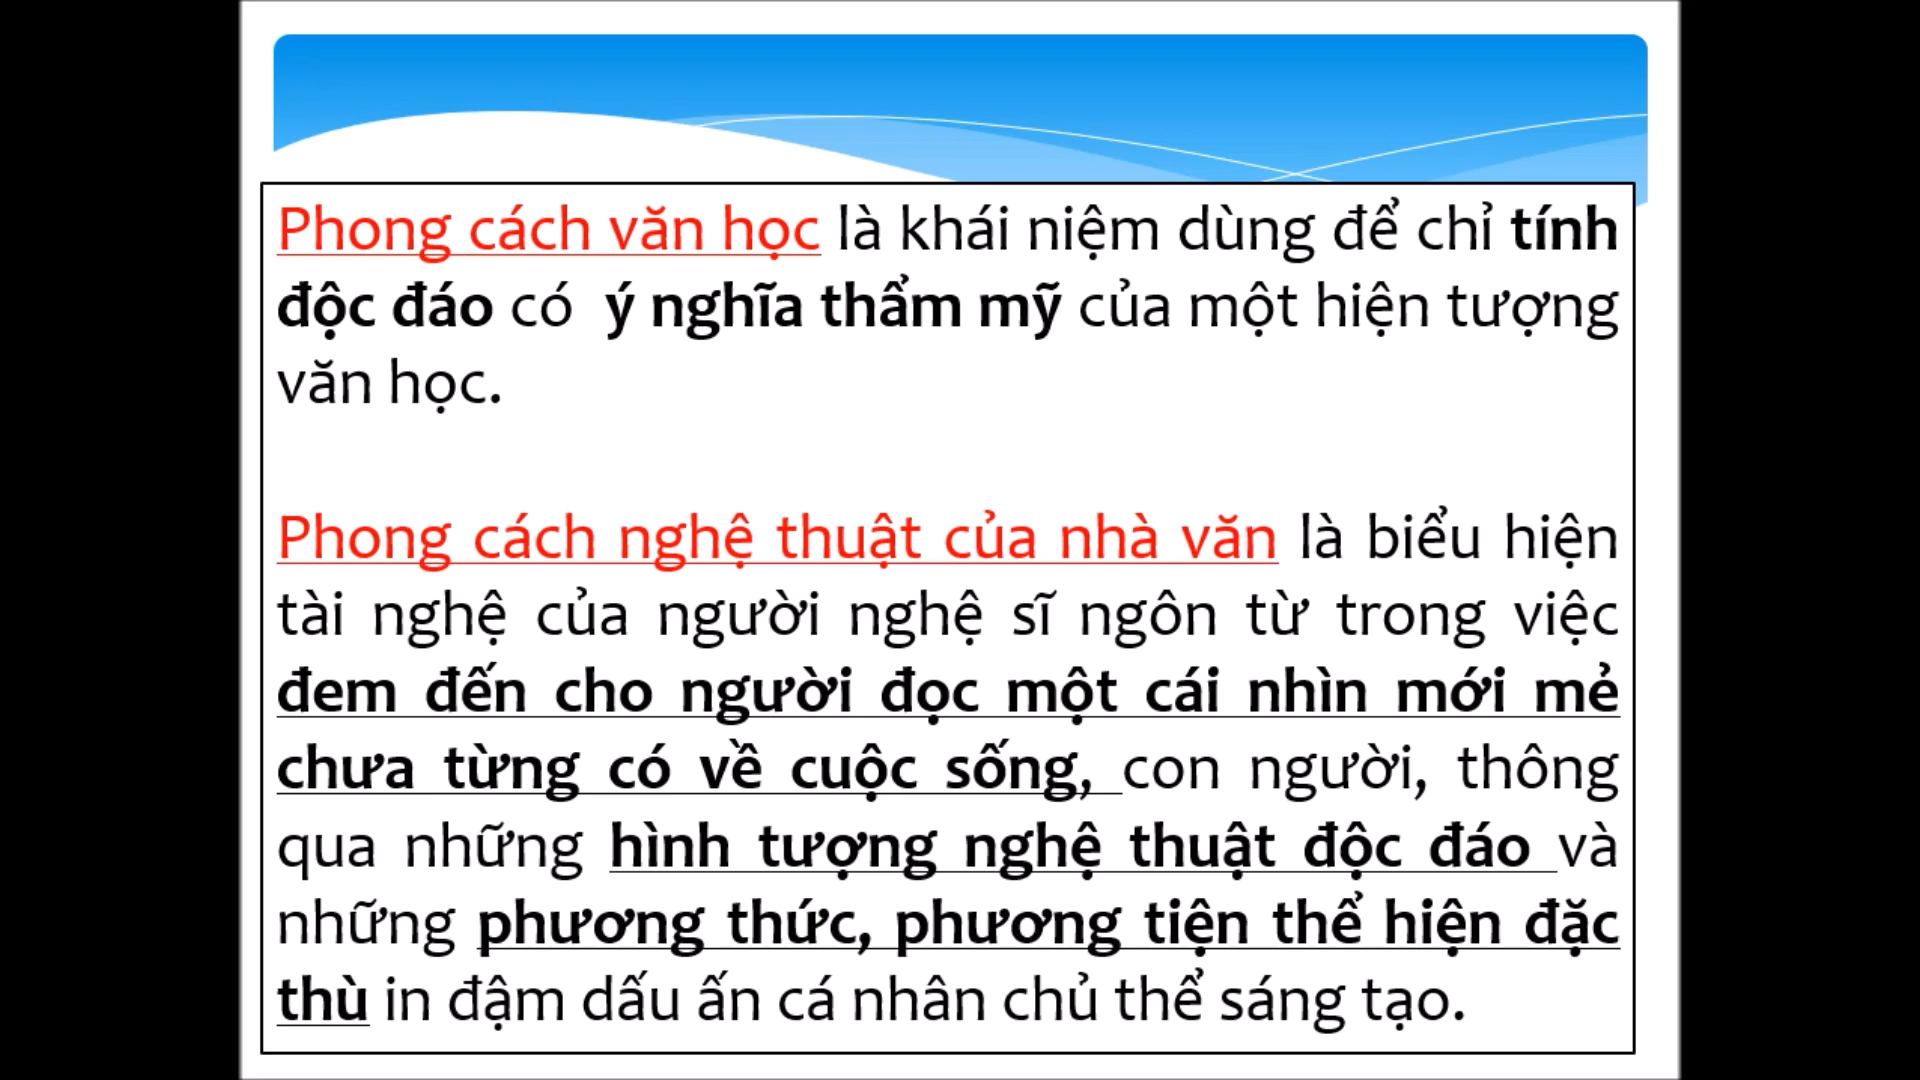 Phong cách văn học là khái niệm dùng để chỉ tính
độc đáo có ý nghĩa thẩm mỹ của một hiện tượng
văn học.
Phong cách nghệ thuật của nhà văn là biểu hiện
tài nghệ của người nghệ sĩ ngôn từ trong việc
đem đến cho người đọc một cái nhìn mới mẻ
chưa từng có về cuộc sống, con người, thông
qua những hình tượng nghệ thuật độc đáo và
những phương thức, phương tiện thể hiện đặc
thù in đậm dấu ấn cá nhân chủ thể sáng tạo.